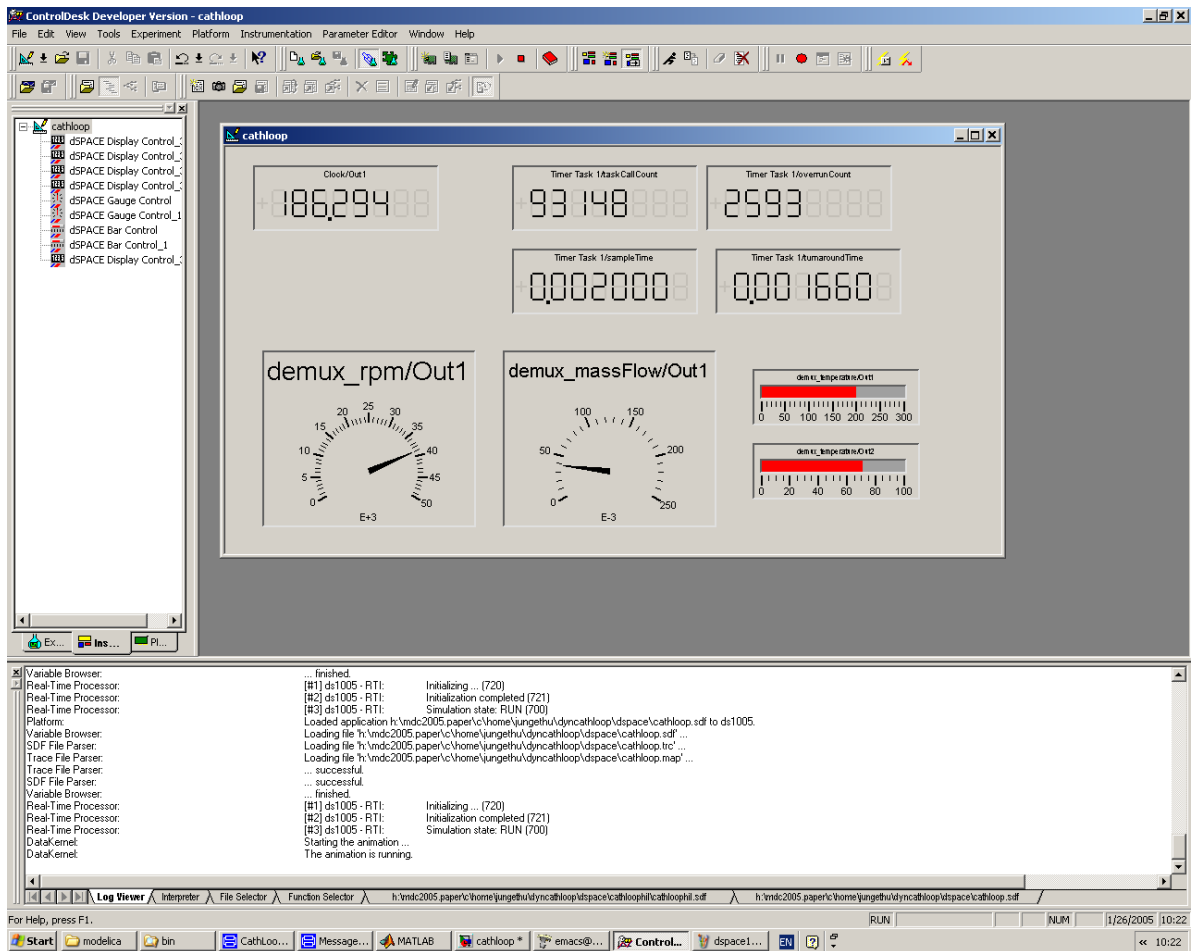 ControlDesk Developer Version - cathloop
File Edit View Tools Experiment Platform Instrumentation Parameter Editor Window Help
cathloop
dSPACE Display Control_
dSPACE Display Control_
dSPACE Display Control_
dSPACE Display Control_
dSPACE Gauge Control
dSPACE Gauge Control_1
dSPACE Bar Control
dSPACE Bar Control_1
dSPACE Display Control_
Ex... Ins... Pl...
cathloop
Clock/Out1
+186.294
Timer Task 1/taskCallCount
+93148
Timer Task 1/overrunCount
+2593
Timer Task 1/sampleTime
+0.002000
Timer Task 1/turnaroundTime
+0.001660
demux_rpm/Out1
0 5 10 15 20 25 30 35 40 45 50
E+3
demux_massFlow/Out1
0 50 100 150 200 250
E-3
demux_temperature/Out1
0 50 100 150 200 250 300
demux_temperature/Out2
0 20 40 60 80 100
Variable Browser: ... finished.
Real-Time Processor: [#1] ds1005 - RTI: Initializing ... (720)
Real-Time Processor: [#2] ds1005 - RTI: Initialization completed (721)
Real-Time Processor: [#3] ds1005 - RTI: Simulation state: RUN (700)
Platform: Loaded application h:\mdc2005.paper\c\home\jungethu\dyncathloop\dspace\cathloop.sdf to ds1005.
Variable Browser: Loading file 'h:\mdc2005.paper\c\home\jungethu\dyncathloop\dspace\cathloop.sdf' ...
SDF File Parser: Loading file 'h:\mdc2005.paper\c\home\jungethu\dyncathloop\dspace\cathloop.trc' ...
Trace File Parser: Loading file 'h:\mdc2005.paper\c\home\jungethu\dyncathloop\dspace\cathloop.map' ...
Trace File Parser: ... successful.
SDF File Parser: ... successful.
Variable Browser: ... finished.
Real-Time Processor: [#1] ds1005 - RTI: Initializing ... (720)
Real-Time Processor: [#2] ds1005 - RTI: Initialization completed (721)
Real-Time Processor: [#3] ds1005 - RTI: Simulation state: RUN (700)
DataKernel: Starting the animation ...
DataKernel: The animation is running.
Log Viewer Interpreter File Selector Function Selector h:\mdc2005.paper\c\home\jungethu\dyncathloop\dspace\cathloophil\cathloophil.sdf h:\mdc2005.paper\c\home\jungethu\dyncathloop\dspace\cathloop.sdf
For Help, press F1. RUN NUM 1/26/2005 10:22
Start modelica bin CathLoo... Message... MATLAB cathloop * emacs@... Control... dspace1... EN « 10:22